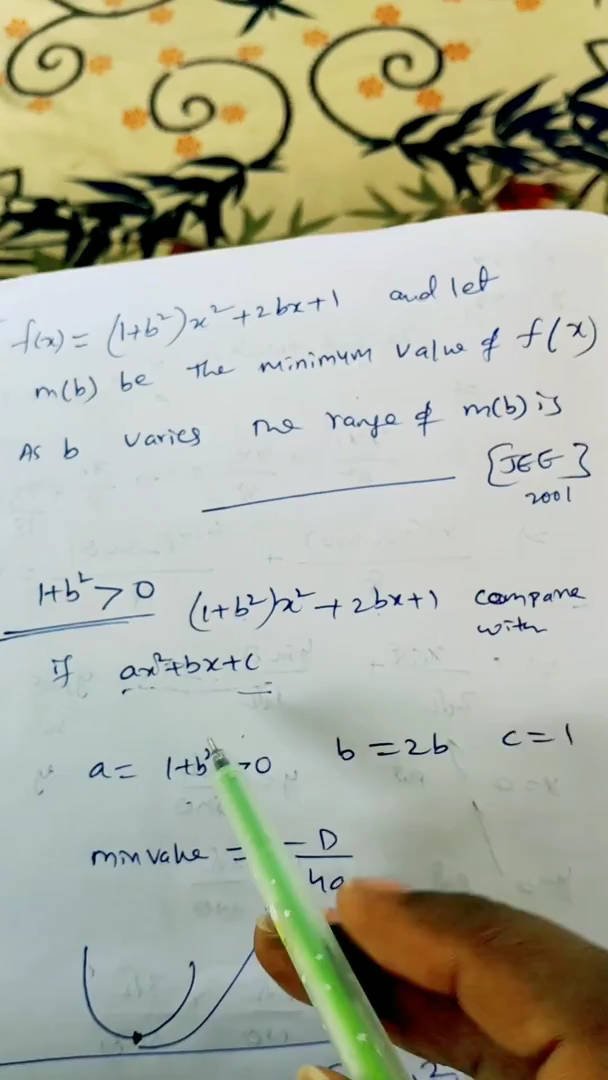 f(x) = (1+b²)x²+2bx+1 and let
m(b) be the minimum value of f(x)
As b varies the range of m(b) is
[JEE]
2001
1+b² > 0 (1+b²)x²+2bx+1 compare
with
if ax²+bx+c
a = 1+b² > 0 b = 2b c = 1
min value = -D
4a